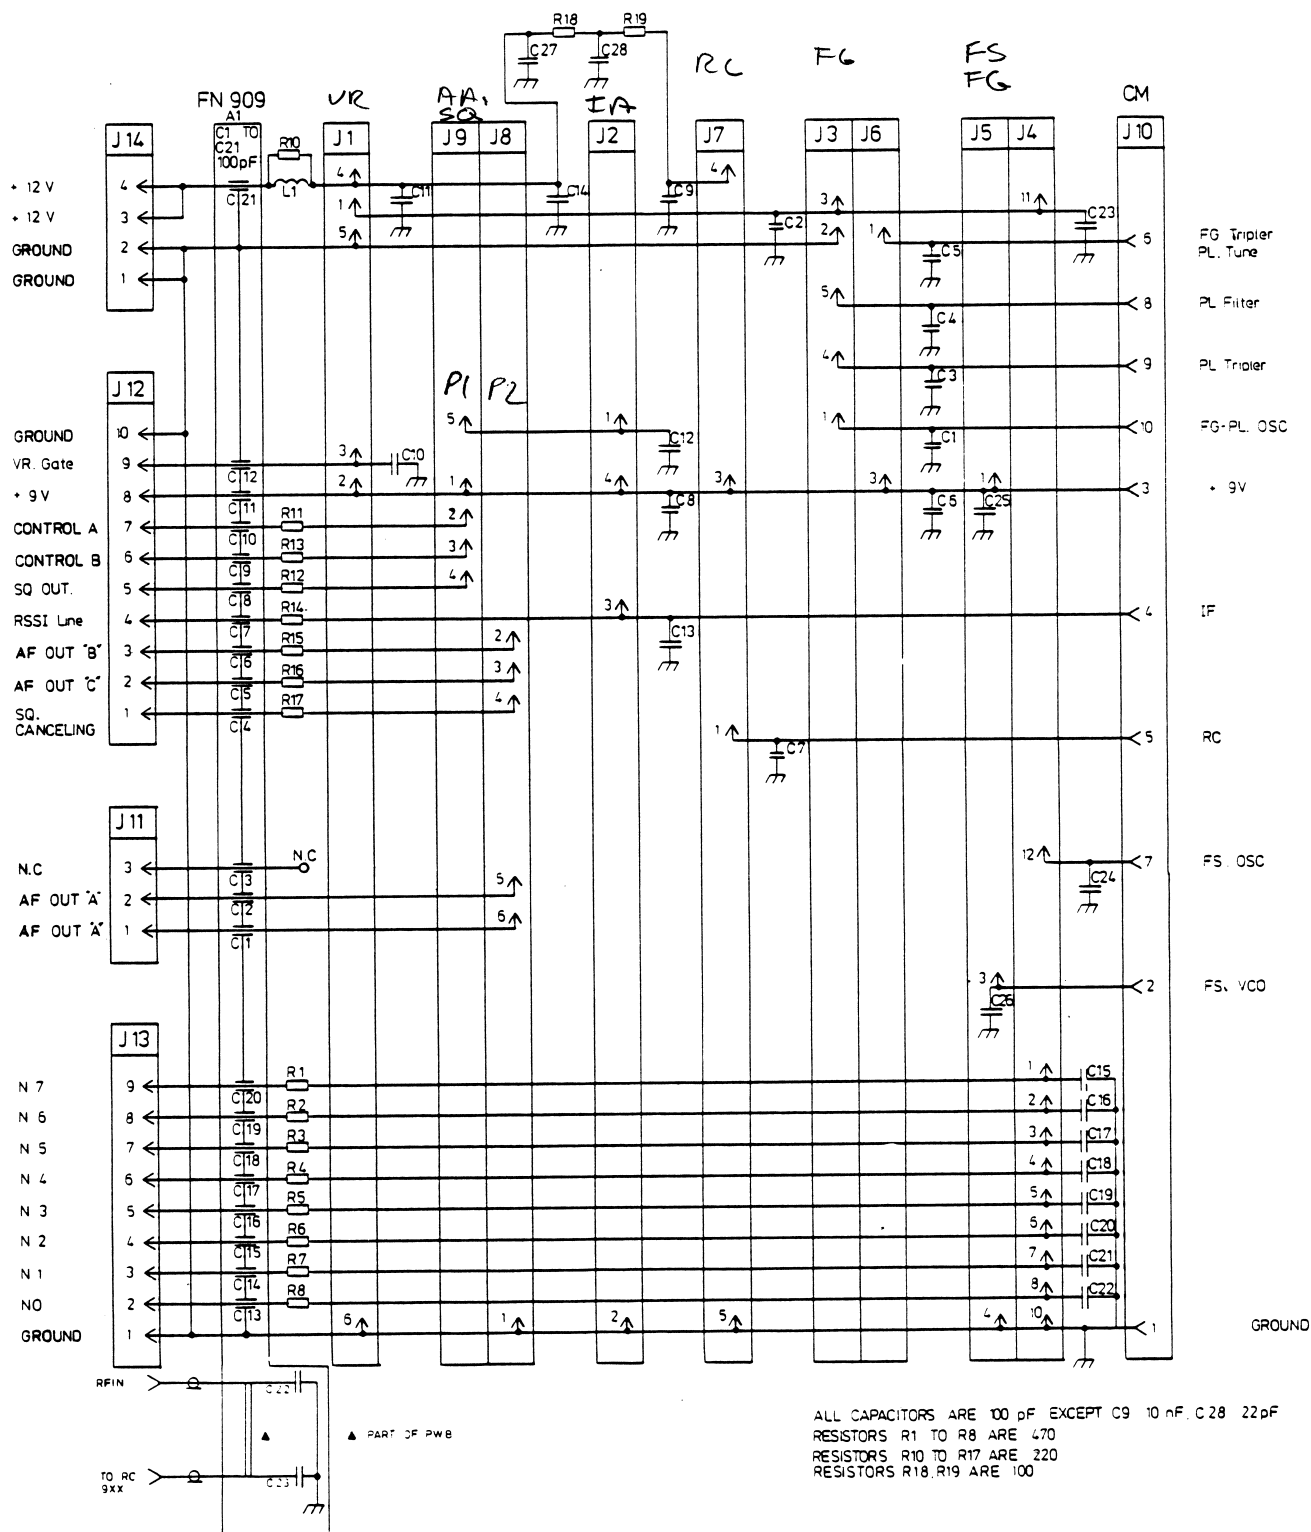 R18 R19
C27 C28
RC FG FS
FG
FN 909 VR AA. SQ IA CM
J14 A1 C1 TO C21 100pF R10 J1 J9 J8 J2 J7 J3 J6 J5 J4 J10
+ 12 V 4 C21 L1 4 C11 C14 C9 4
+ 12 V 3 1 C2 3 11 C23
GROUND 2 5 2 1 C5 6 FG Tripler
PL. Tune
GROUND 1
5 C4 8 PL Filter
4 C3 9 PL Tripler
J12 P1 P2
GROUND 10 5 1 C12 1 C1 10 FG-PL. OSC
VR. Gate 9 C12 3 C10
+ 9V 8 C11 2 1 4 C8 3 3 C6 C25 1 3 + 9V
CONTROL A 7 C10 R11 2
CONTROL B 6 C9 R13 3
SQ OUT. 5 C8 R12 4
RSSI Line 4 C7 R14 3 C13 4 IF
AF OUT "B" 3 C6 R15 2
AF OUT "C" 2 C5 R16 3
SQ.
CANCELING 1 C4 R17 4
1 C7 5 RC
J11
N.C 3 C3 N.C 12 C24 7 FS. OSC
AF OUT "A" 2 C2 5
AF OUT "A" 1 C1 6
3 C26 2 FS. VCO
J13
N 7 9 C20 R1 1 C15
N 6 8 C19 R2 2 C16
N 5 7 C18 R3 3 C17
N 4 6 C17 R4 4 C18
N 3 5 C16 R5 5 C19
N 2 4 C15 R6 6 C20
N 1 3 C14 R7 7 C21
N0 2 C13 R8 8 C22
GROUND 1 6 1 2 5 4 10 1 GROUND
RFIN C22
▲ ▲ PART OF PWB
TO RC
9XX C23
ALL CAPACITORS ARE 100 pF EXCEPT C9 10 nF, C28 22pF
RESISTORS R1 TO R8 ARE 470
RESISTORS R10 TO R17 ARE 220
RESISTORS R18, R19 ARE 100